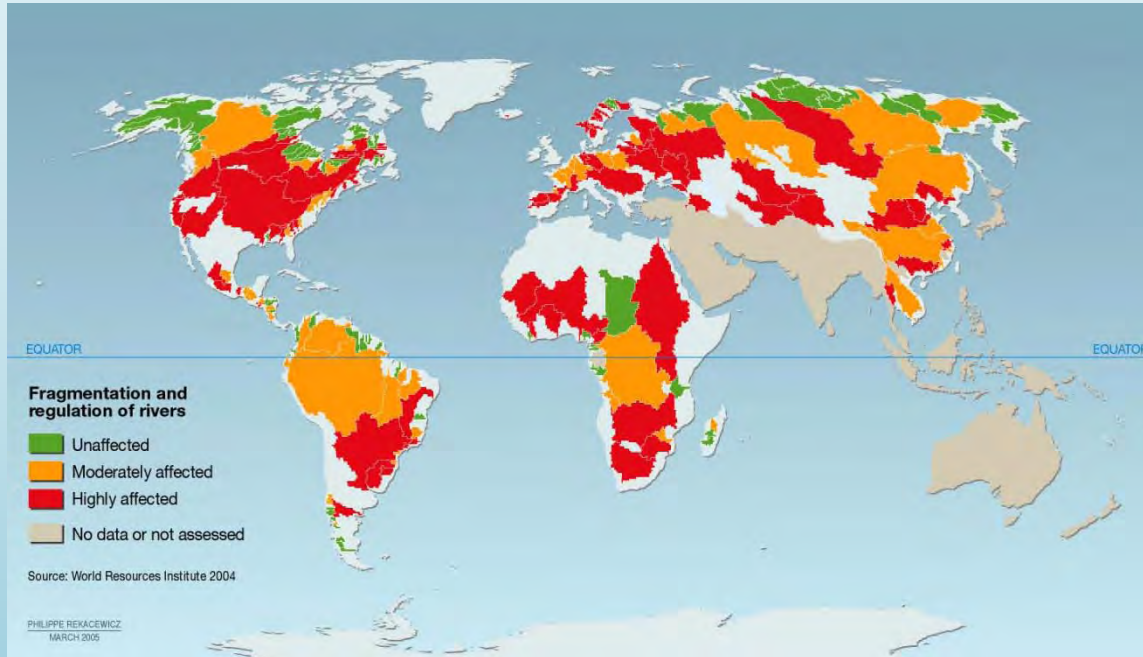 EQUATOR
EQUATOR
Fragmentation and
regulation of rivers
Unaffected
Moderately affected
Highly affected
No data or not assessed
Source: World Resources Institute 2004
PHILIPPE REKACEWICZ
MARCH 2005